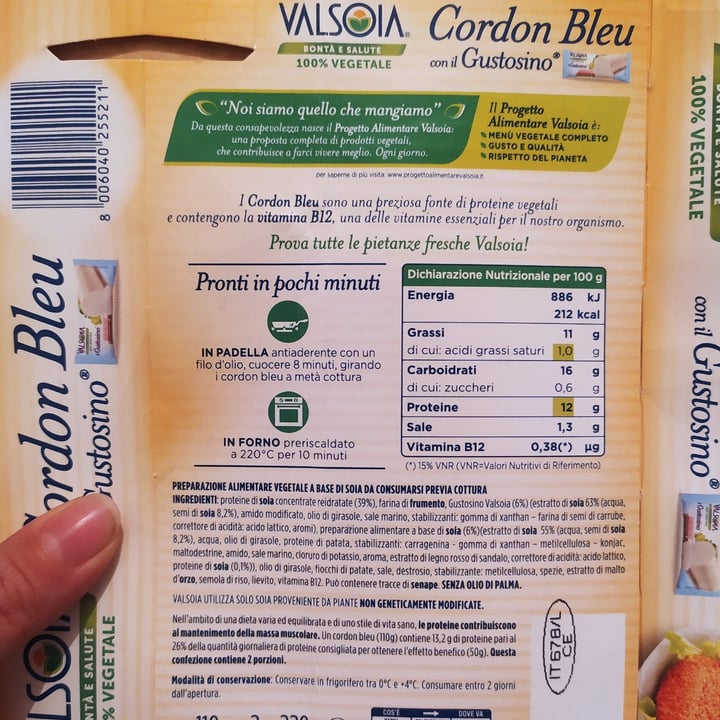 VALSOIA®
BONTÀ E SALUTE
100% VEGETALE
Cordon Bleu
con il Gustosino®
"Noi siamo quello che mangiamo"
Da questa consapevolezza nasce il Progetto Alimentare Valsoia:
una proposta completa di prodotti vegetali,
che contribuisce a farci vivere meglio. Ogni giorno.
Il Progetto
Alimentare Valsoia è:
MENÙ VEGETALE COMPLETO
GUSTO E QUALITÀ
RISPETTO DEL PIANETA
per saperne di più visita: www.progettoalimentarevalsoia.it
I Cordon Bleu sono una preziosa fonte di proteine vegetali
e contengono la vitamina B12, una delle vitamine essenziali per il nostro organismo.
Prova tutte le pietanze fresche Valsoia!
Pronti in pochi minuti
IN PADELLA antiaderente con un
filo d'olio, cuocere 8 minuti, girando
i cordon bleu a metà cottura
IN FORNO preriscaldato
a 220°C per 10 minuti
Dichiarazione Nutrizionale per 100 g
Energia 886 kJ
212 kcal
Grassi 11 g
di cui: acidi grassi saturi 1,0 g
Carboidrati 16 g
di cui: zuccheri 0,6 g
Proteine 12 g
Sale 1,3 g
Vitamina B12 0,38(*) µg
(*) 15% VNR (VNR=Valori Nutritivi di Riferimento)
PREPARAZIONE ALIMENTARE VEGETALE A BASE DI SOIA DA CONSUMARSI PREVIA COTTURA
INGREDIENTI: proteine di soia concentrate reidratate (39%), farina di frumento, Gustosino Valsoia (6%) (estratto di soia 63% (acqua,
semi di soia 8,2%), amido modificato, olio di girasole, sale marino, stabilizzanti: gomma di xanthan – farina di semi di carrube,
correttore di acidità: acido lattico, aromi), preparazione alimentare a base di soia (6%)(estratto di soia 55% (acqua, semi di soia
8,2%), acqua, olio di girasole, proteine di patata, stabilizzanti: carragenina - gomma di xanthan – metilcellulosa – konjac,
maltodestrine, amido, sale marino, cloruro di potassio, aroma, estratto di legno rosso di sandalo, correttore di acidità: acido lattico,
proteine di soia (0,1%)), olio di girasole, fiocchi di patate, sale, destrosio, stabilizzante: metilcellulosa, spezie, estratto di malto
d'orzo, semola di riso, lievito, vitamina B12. Può contenere tracce di senape. SENZA OLIO DI PALMA.
VALSOIA UTILIZZA SOLO SOIA PROVENIENTE DA PIANTE NON GENETICAMENTE MODIFICATE.
Nell'ambito di una dieta varia ed equilibrata e di uno stile di vita sano, le proteine contribuiscono
al mantenimento della massa muscolare. Un cordon bleu (110g) contiene 13,2 g di proteine pari al
26% della quantità giornaliera di proteine consigliata per ottenere l'effetto benefico (50g). Questa
confezione contiene 2 porzioni.
Modalità di conservazione: Conservare in frigorifero tra 0°C e +4°C. Consumare entro 2 giorni
dall'apertura.
COS'È
DOVE VA
IT 678/L
CE
8 006040 255211
ordon Bleu
ustosino®
VALSOIA
BONTÀ E SALUTE
% VEGETALE
100% VEGETALE
con il Gustosino®